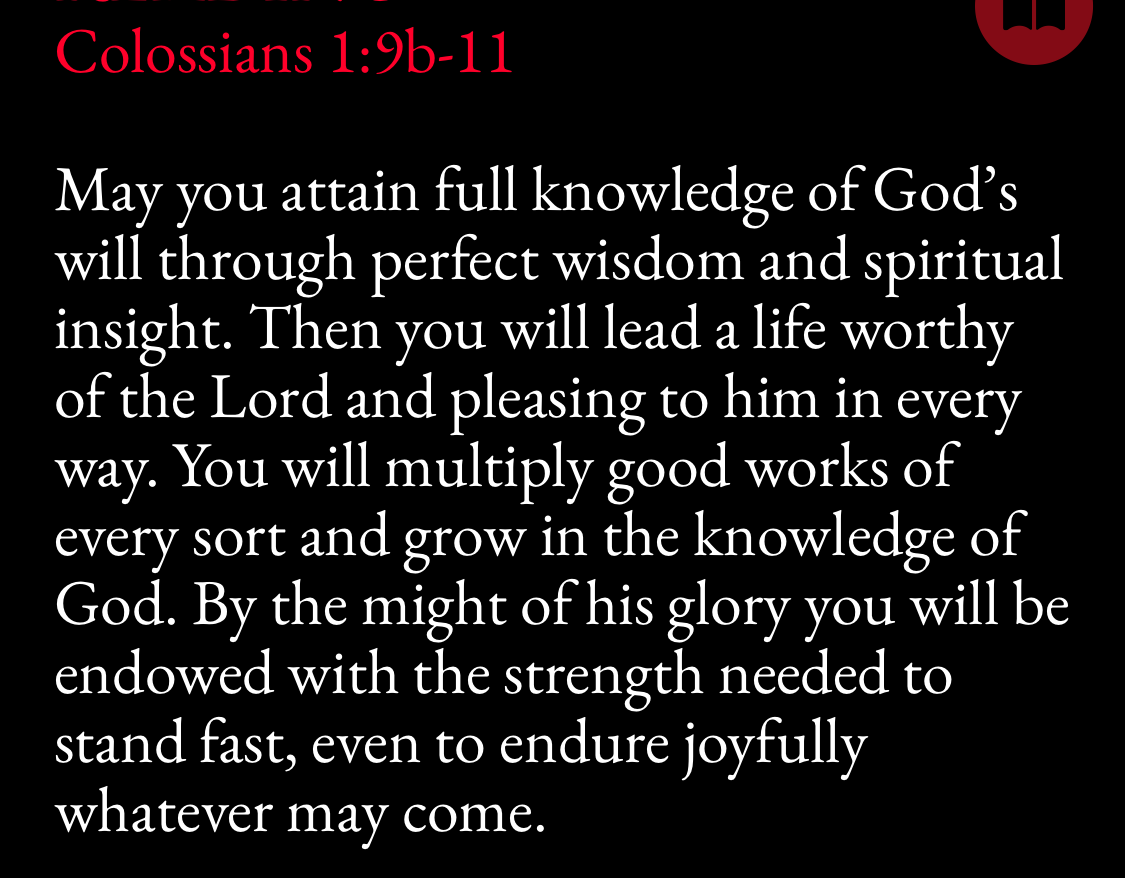 Colossians 1:9b-11
May you attain full knowledge of God’s
will through perfect wisdom and spiritual
insight. Then you will lead a life worthy
of the Lord and pleasing to him in every
way. You will multiply good works of
every sort and grow in the knowledge of
God. By the might of his glory you will be
endowed with the strength needed to
stand fast, even to endure joyfully
whatever may come.